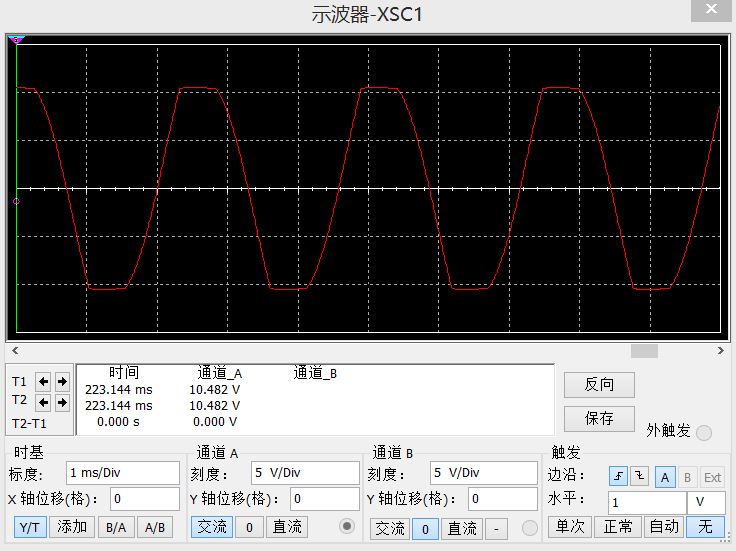 示波器-XSC1
T1
T2
T2-T1
时间 通道_A 通道_B
223.144 ms 10.482 V
223.144 ms 10.482 V
0.000 s 0.000 V
反向
保存
外触发
时基
标度: 1 ms/Div
X 轴位移(格): 0
Y/T 添加 B/A A/B
通道 A
刻度: 5 V/Div
Y 轴位移(格): 0
交流 0 直流
通道 B
刻度: 5 V/Div
Y 轴位移(格): 0
交流 0 直流 -
触发
边沿: A B Ext
水平: 1 V
单次 正常 自动 无